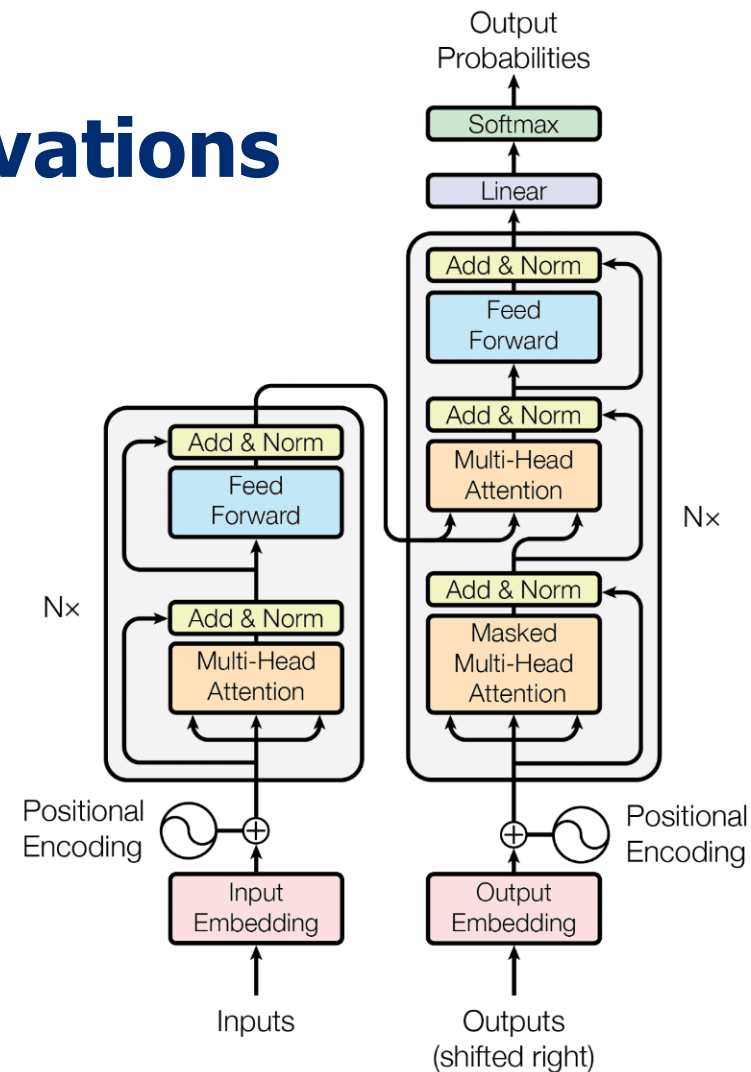 Output
Probabilities
vations
Softmax
Linear
Add & Norm
Feed
Forward
Add & Norm
Multi-Head
Attention
Nx
Add & Norm
Masked
Multi-Head
Attention
Add & Norm
Feed
Forward
Nx
Add & Norm
Multi-Head
Attention
Positional
Encoding
Positional
Encoding
Input
Embedding
Output
Embedding
Inputs
Outputs
(shifted right)